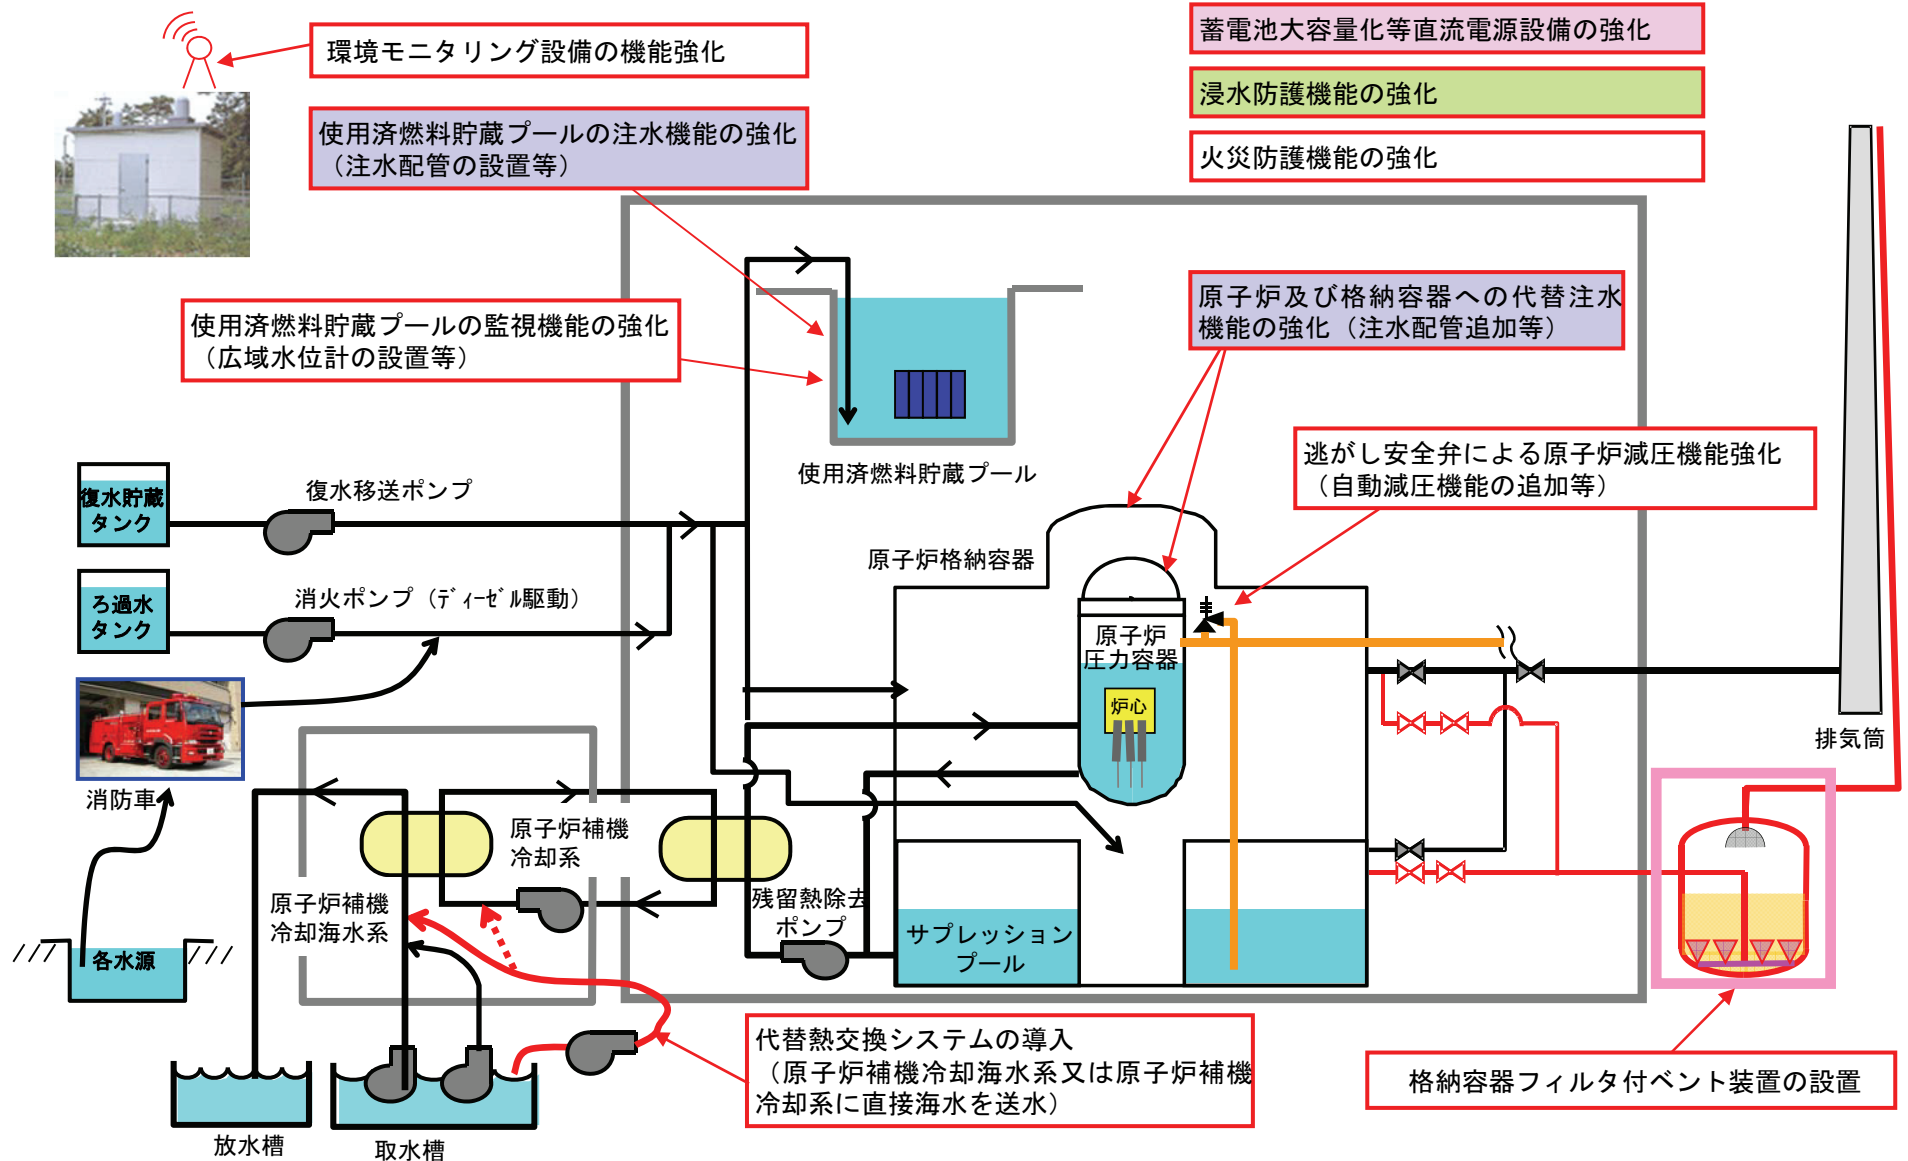 環境モニタリング設備の機能強化
蓄電池大容量化等直流電源設備の強化
浸水防護機能の強化
火災防護機能の強化
使用済燃料貯蔵プールの注水機能の強化
（注水配管の設置等）
使用済燃料貯蔵プールの監視機能の強化
（広域水位計の設置等）
原子炉及び格納容器への代替注水
機能の強化（注水配管追加等）
逃がし安全弁による原子炉減圧機能強化
（自動減圧機能の追加等）
使用済燃料貯蔵プール
復水貯蔵
タンク
復水移送ポンプ
ろ過水
タンク
消火ポンプ（ﾃﾞｨｰｾﾞﾙ駆動）
原子炉格納容器
原子炉
圧力容器
炉心
排気筒
消防車
原子炉補機
冷却系
原子炉補機
冷却海水系
残留熱除去
ポンプ
サプレッション
プール
各水源
代替熱交換システムの導入
（原子炉補機冷却海水系又は原子炉補機
冷却系に直接海水を送水）
格納容器フィルタ付ベント装置の設置
放水槽
取水槽